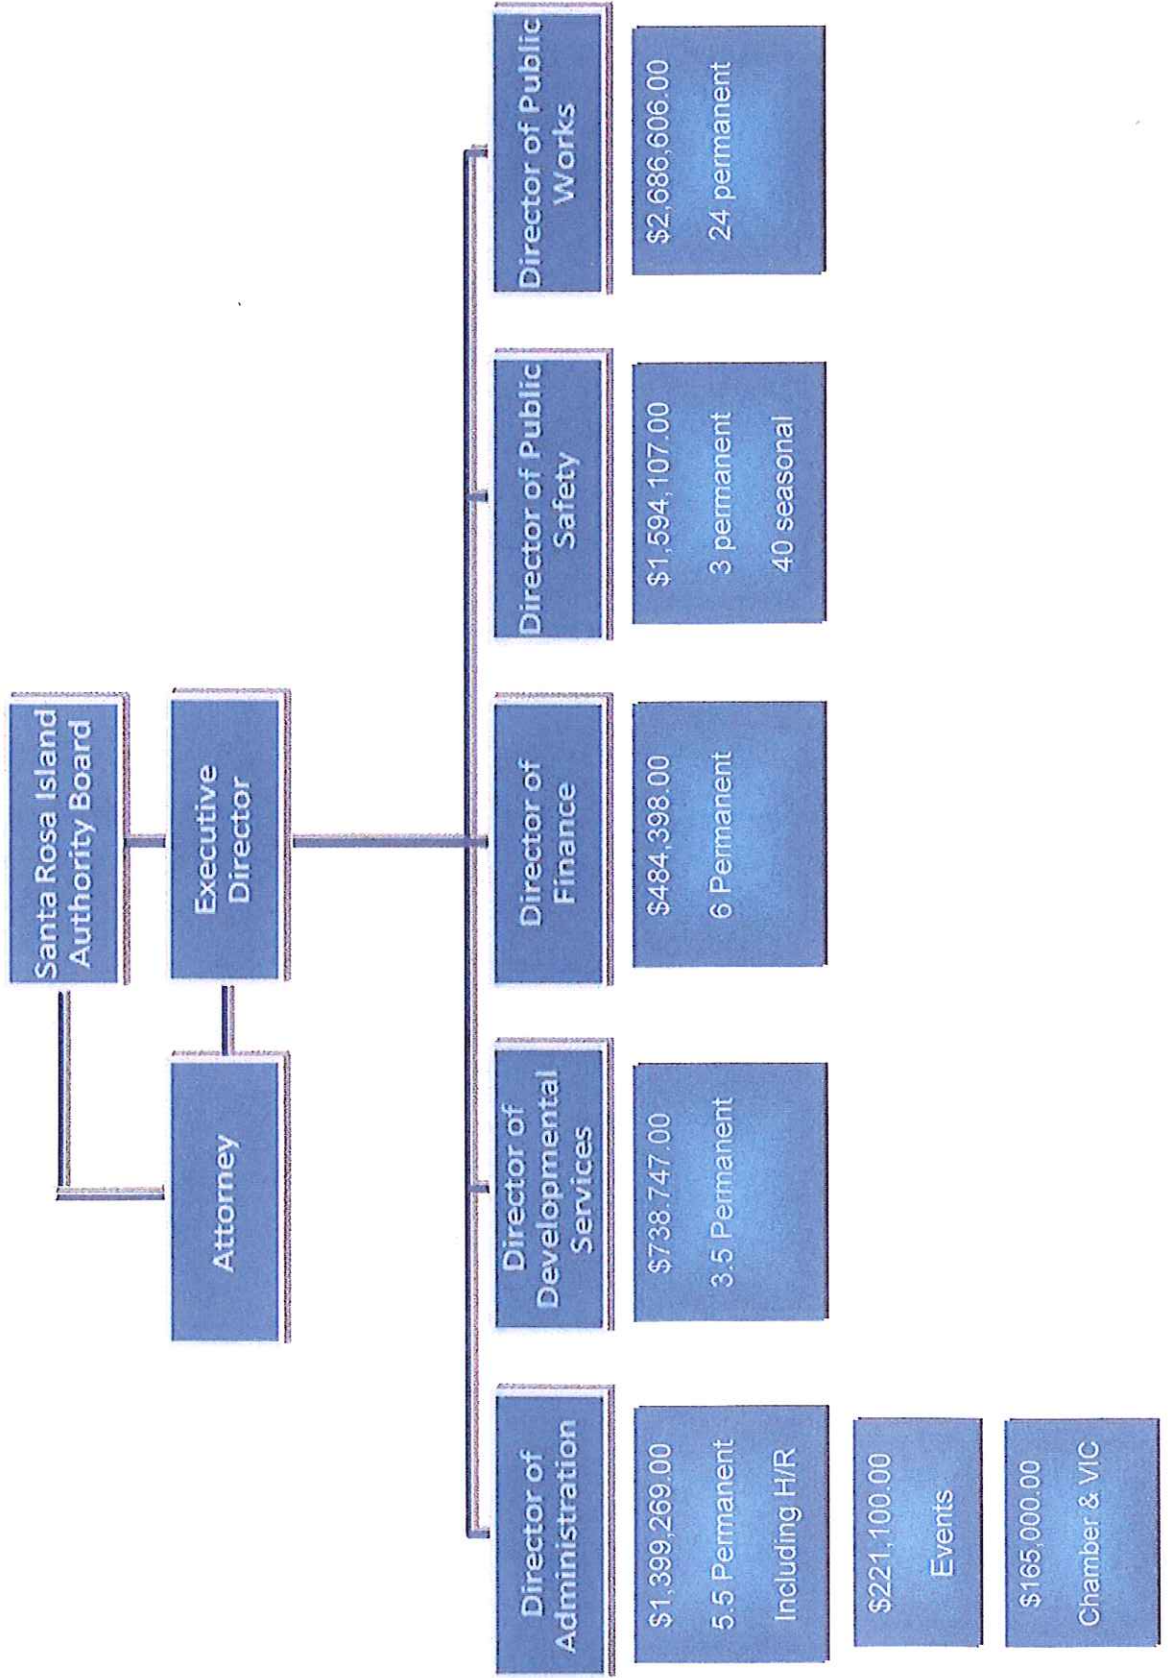 Santa Rosa Island
Authority Board
Attorney
Executive
Director
Director of
Administration
$1,399,269.00
5.5 Permanent
Including H/R
$221,100.00
Events
$165,000.00
Chamber & VIC
Director of
Developmental
Services
$738.747.00
3.5 Permanent
Director of
Finance
$484,398.00
6 Permanent
Director of Public
Safety
$1,594,107.00
3 permanent
40 seasonal
Director of Public
Works
$2,686,606.00
24 permanent